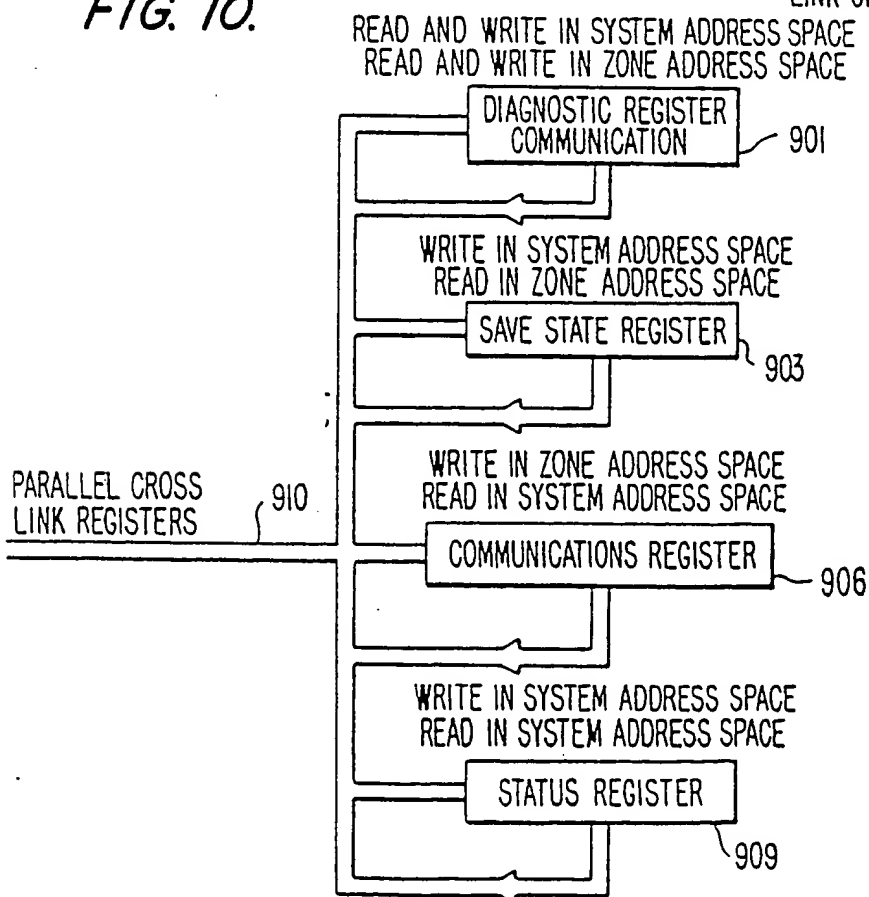 FIG. 10.
READ AND WRITE IN SYSTEM ADDRESS SPACE
READ AND WRITE IN ZONE ADDRESS SPACE
DIAGNOSTIC REGISTER
COMMUNICATION
901
WRITE IN SYSTEM ADDRESS SPACE
READ IN ZONE ADDRESS SPACE
SAVE STATE REGISTER
903
WRITE IN ZONE ADDRESS SPACE
READ IN SYSTEM ADDRESS SPACE
PARALLEL CROSS
LINK REGISTERS
910
COMMUNICATIONS REGISTER
906
WRITE IN SYSTEM ADDRESS SPACE
READ IN SYSTEM ADDRESS SPACE
STATUS REGISTER
909